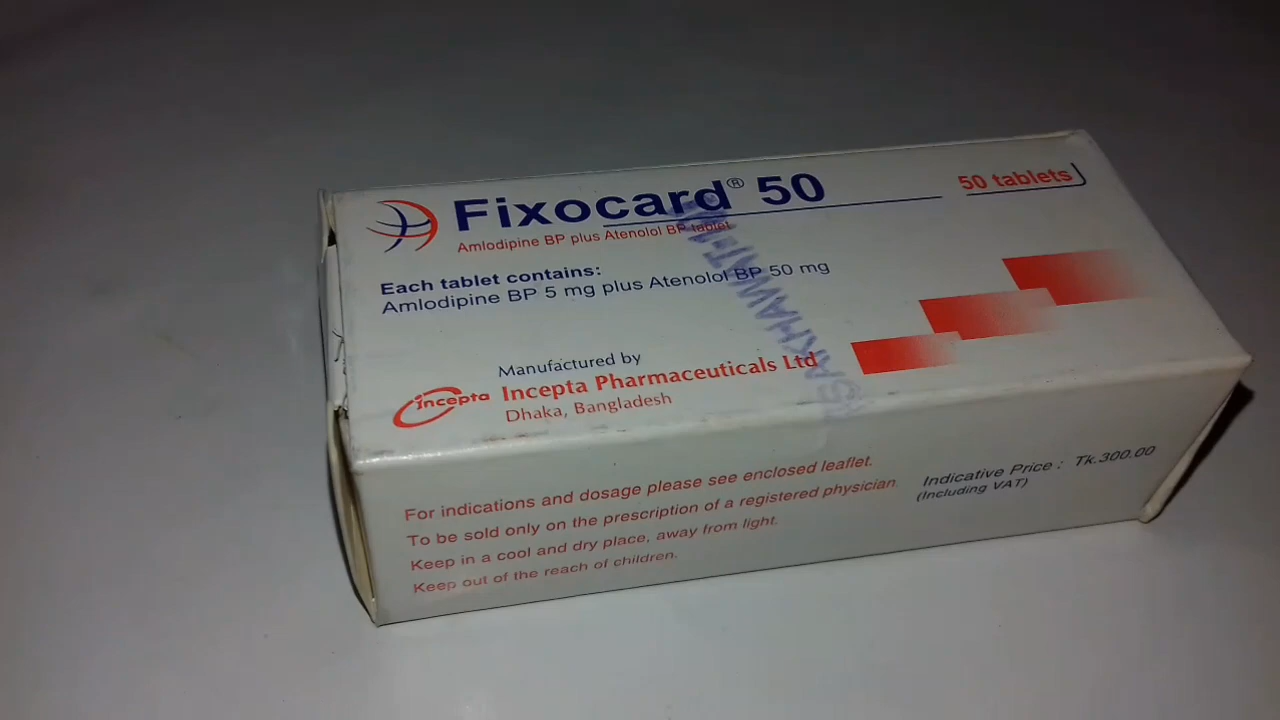 Fixocard® 50
50 tablets
Amlodipine BP plus Atenolol BP tablet
Each tablet contains:
Amlodipine BP 5 mg plus Atenolol BP 50 mg
Manufactured by
incepta
Incepta Pharmaceuticals Ltd
Dhaka, Bangladesh
For indications and dosage please see enclosed leaflet.
To be sold only on the prescription of a registered physician.
Keep in a cool and dry place, away from light.
Keep out of the reach of children.
Indicative Price : Tk.300.00
(Including VAT)